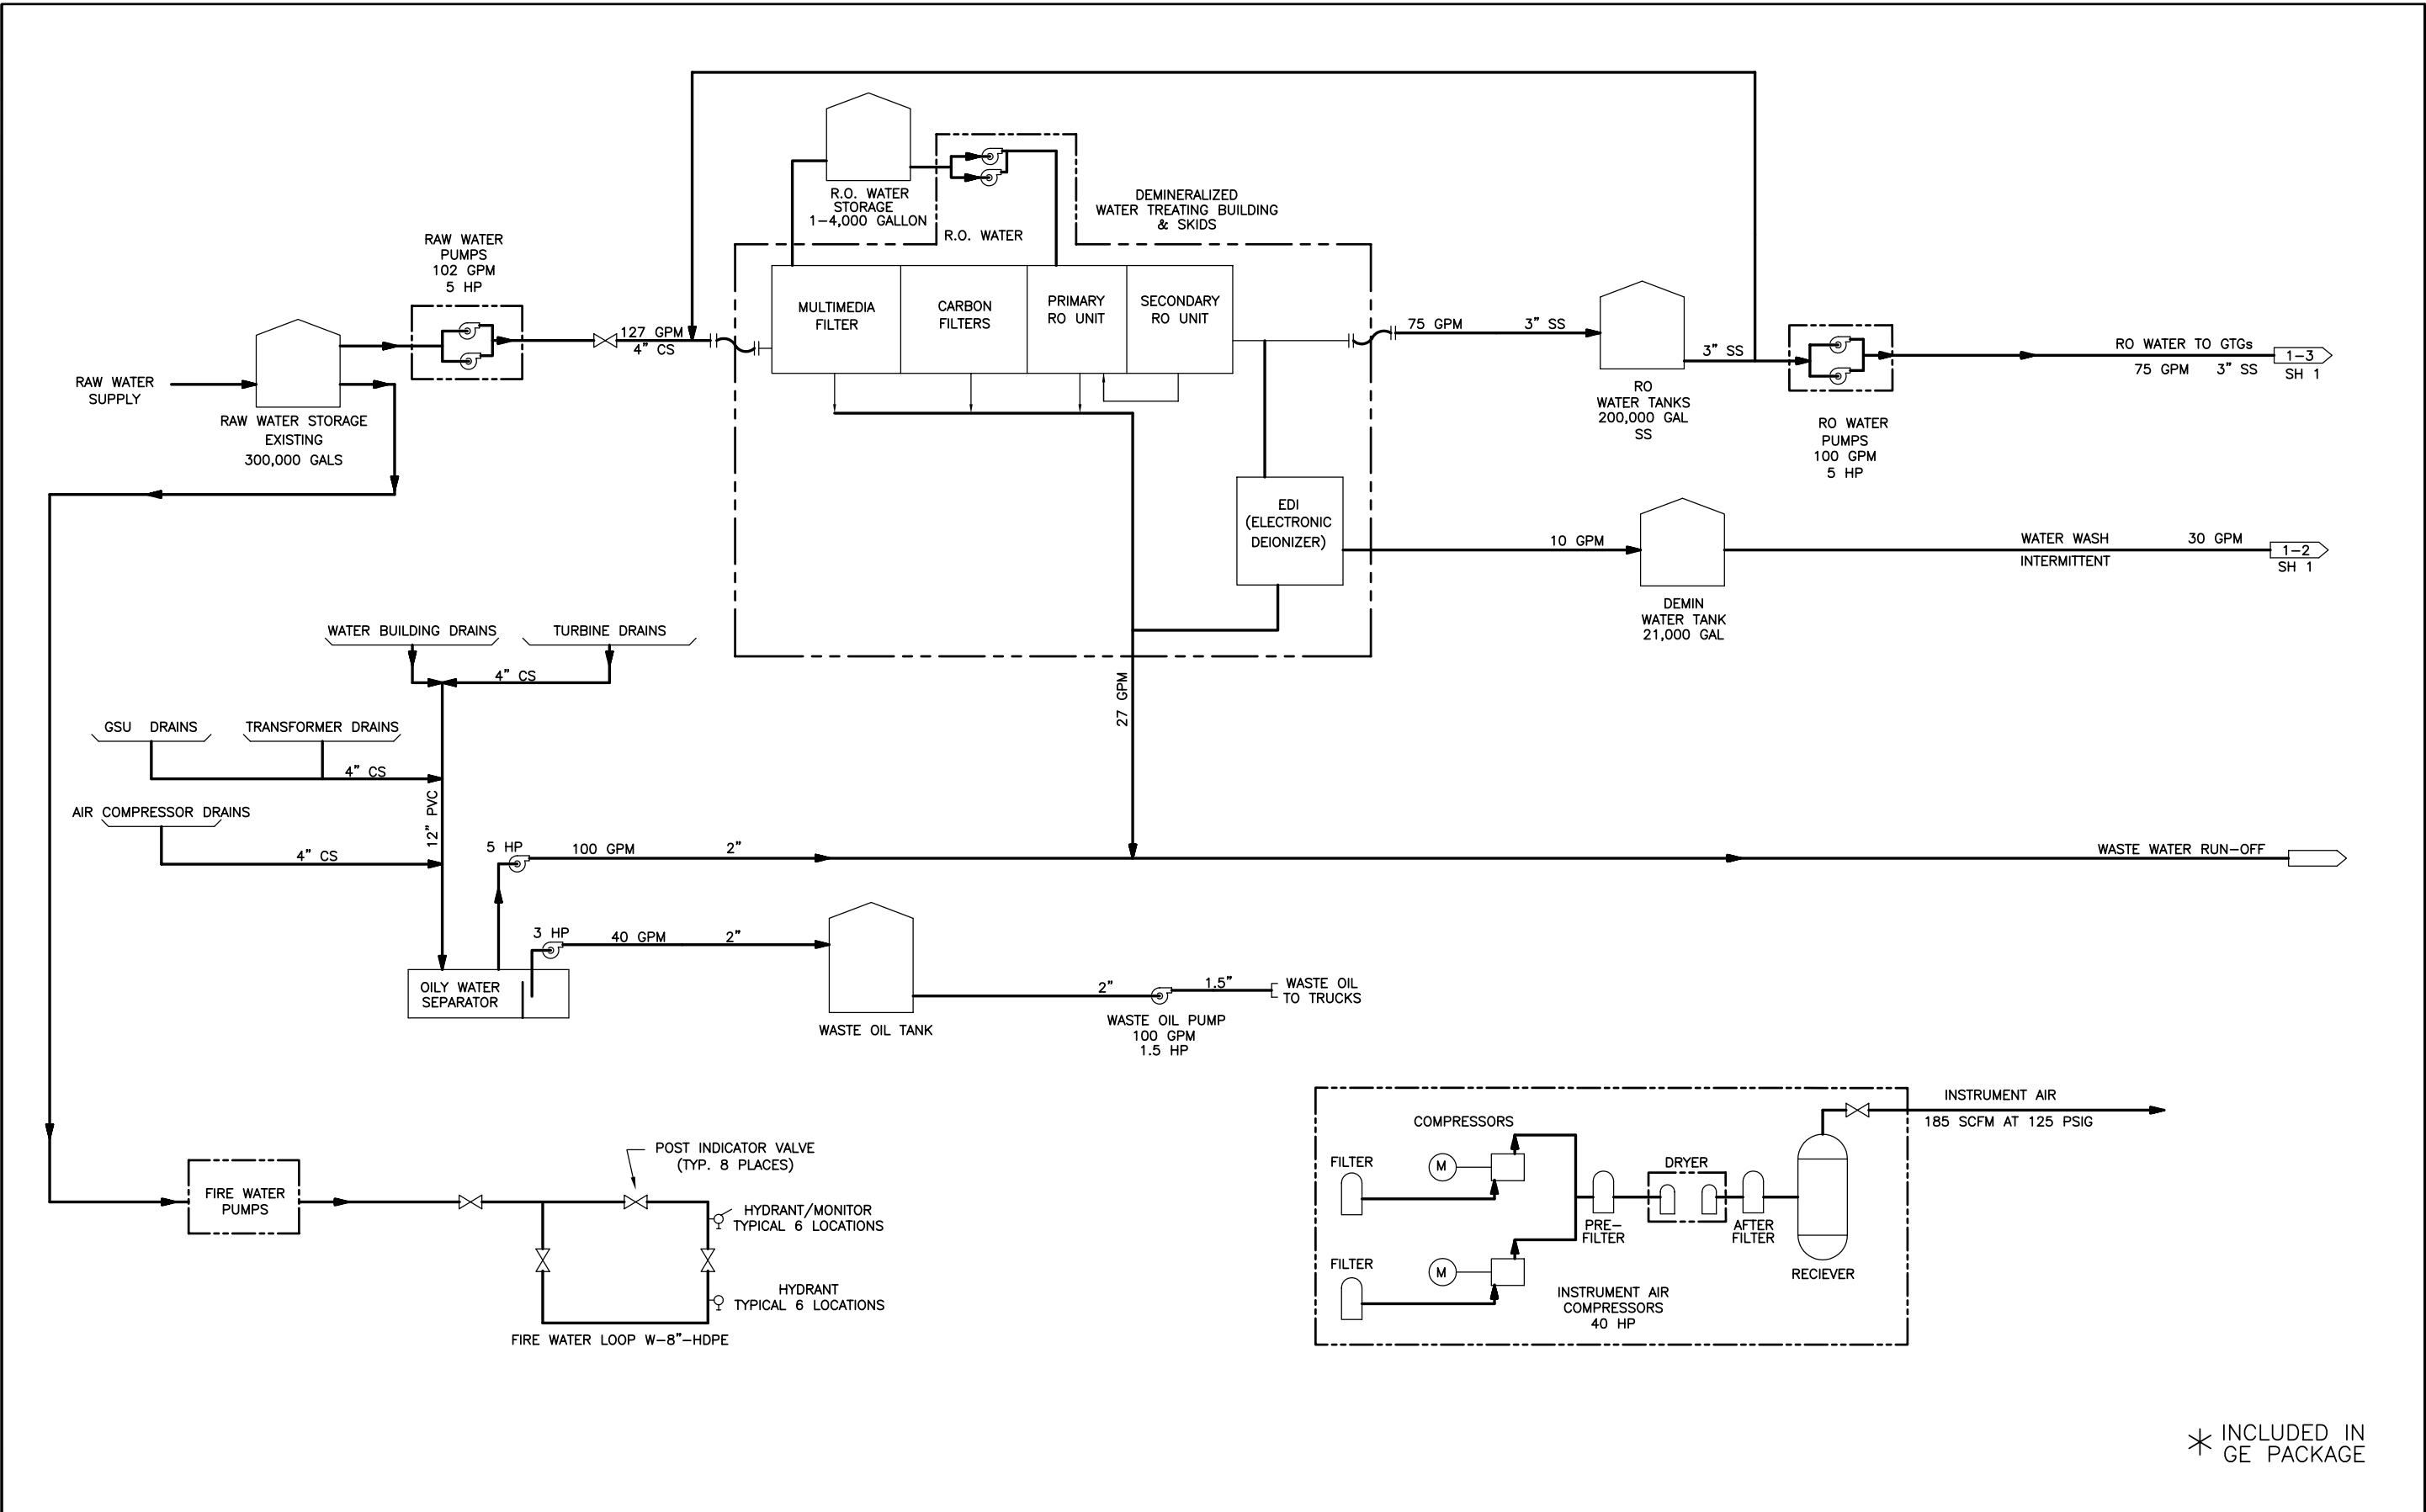 R.O. WATER
STORAGE
1-4,000 GALLON
R.O. WATER
DEMINERALIZED
WATER TREATING BUILDING
& SKIDS
RAW WATER
PUMPS
102 GPM
5 HP
RAW WATER
SUPPLY
RAW WATER STORAGE
EXISTING
300,000 GALS
127 GPM
4" CS
MULTIMEDIA
FILTER
CARBON
FILTERS
PRIMARY
RO UNIT
SECONDARY
RO UNIT
75 GPM
3" SS
RO
WATER TANKS
200,000 GAL
SS
3" SS
RO WATER
PUMPS
100 GPM
5 HP
RO WATER TO GTGs
75 GPM 3" SS
1-3
SH 1
EDI
(ELECTRONIC
DEIONIZER)
10 GPM
DEMIN
WATER TANK
21,000 GAL
WATER WASH
INTERMITTENT
30 GPM
1-2
SH 1
WATER BUILDING DRAINS
TURBINE DRAINS
4" CS
27 GPM
GSU DRAINS
TRANSFORMER DRAINS
4" CS
12" PVC
AIR COMPRESSOR DRAINS
4" CS
5 HP
100 GPM
2"
WASTE WATER RUN-OFF
3 HP
40 GPM
2"
OILY WATER
SEPARATOR
WASTE OIL TANK
2"
1.5"
WASTE OIL
TO TRUCKS
WASTE OIL PUMP
100 GPM
1.5 HP
FIRE WATER
PUMPS
POST INDICATOR VALVE
(TYP. 8 PLACES)
HYDRANT/MONITOR
TYPICAL 6 LOCATIONS
HYDRANT
TYPICAL 6 LOCATIONS
FIRE WATER LOOP W-8"-HDPE
COMPRESSORS
FILTER
M
FILTER
M
PRE-
FILTER
DRYER
AFTER
FILTER
RECIEVER
INSTRUMENT AIR
COMPRESSORS
40 HP
INSTRUMENT AIR
185 SCFM AT 125 PSIG
* INCLUDED IN
GE PACKAGE